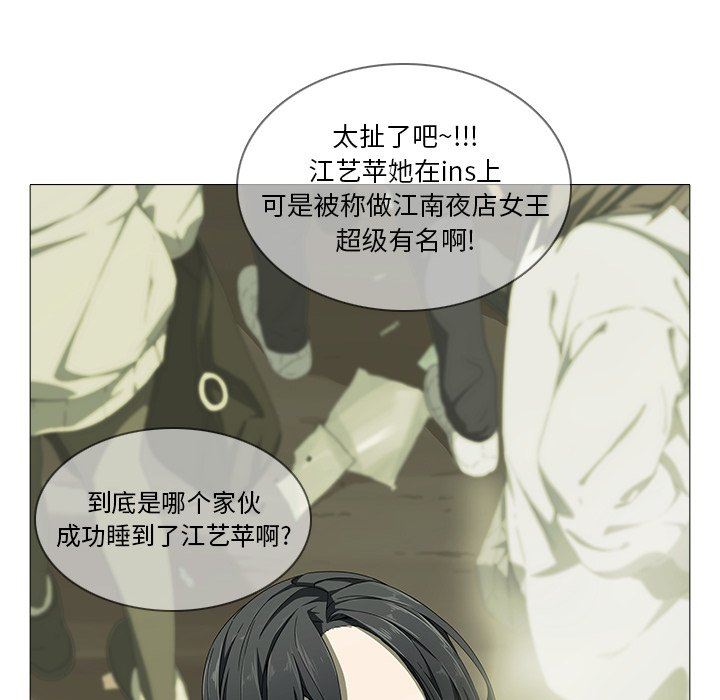 太扯了吧~!!!
江艺苹她在ins上
可是被称做江南夜店女王
超级有名啊!
到底是哪个家伙
成功睡到了江艺苹啊?